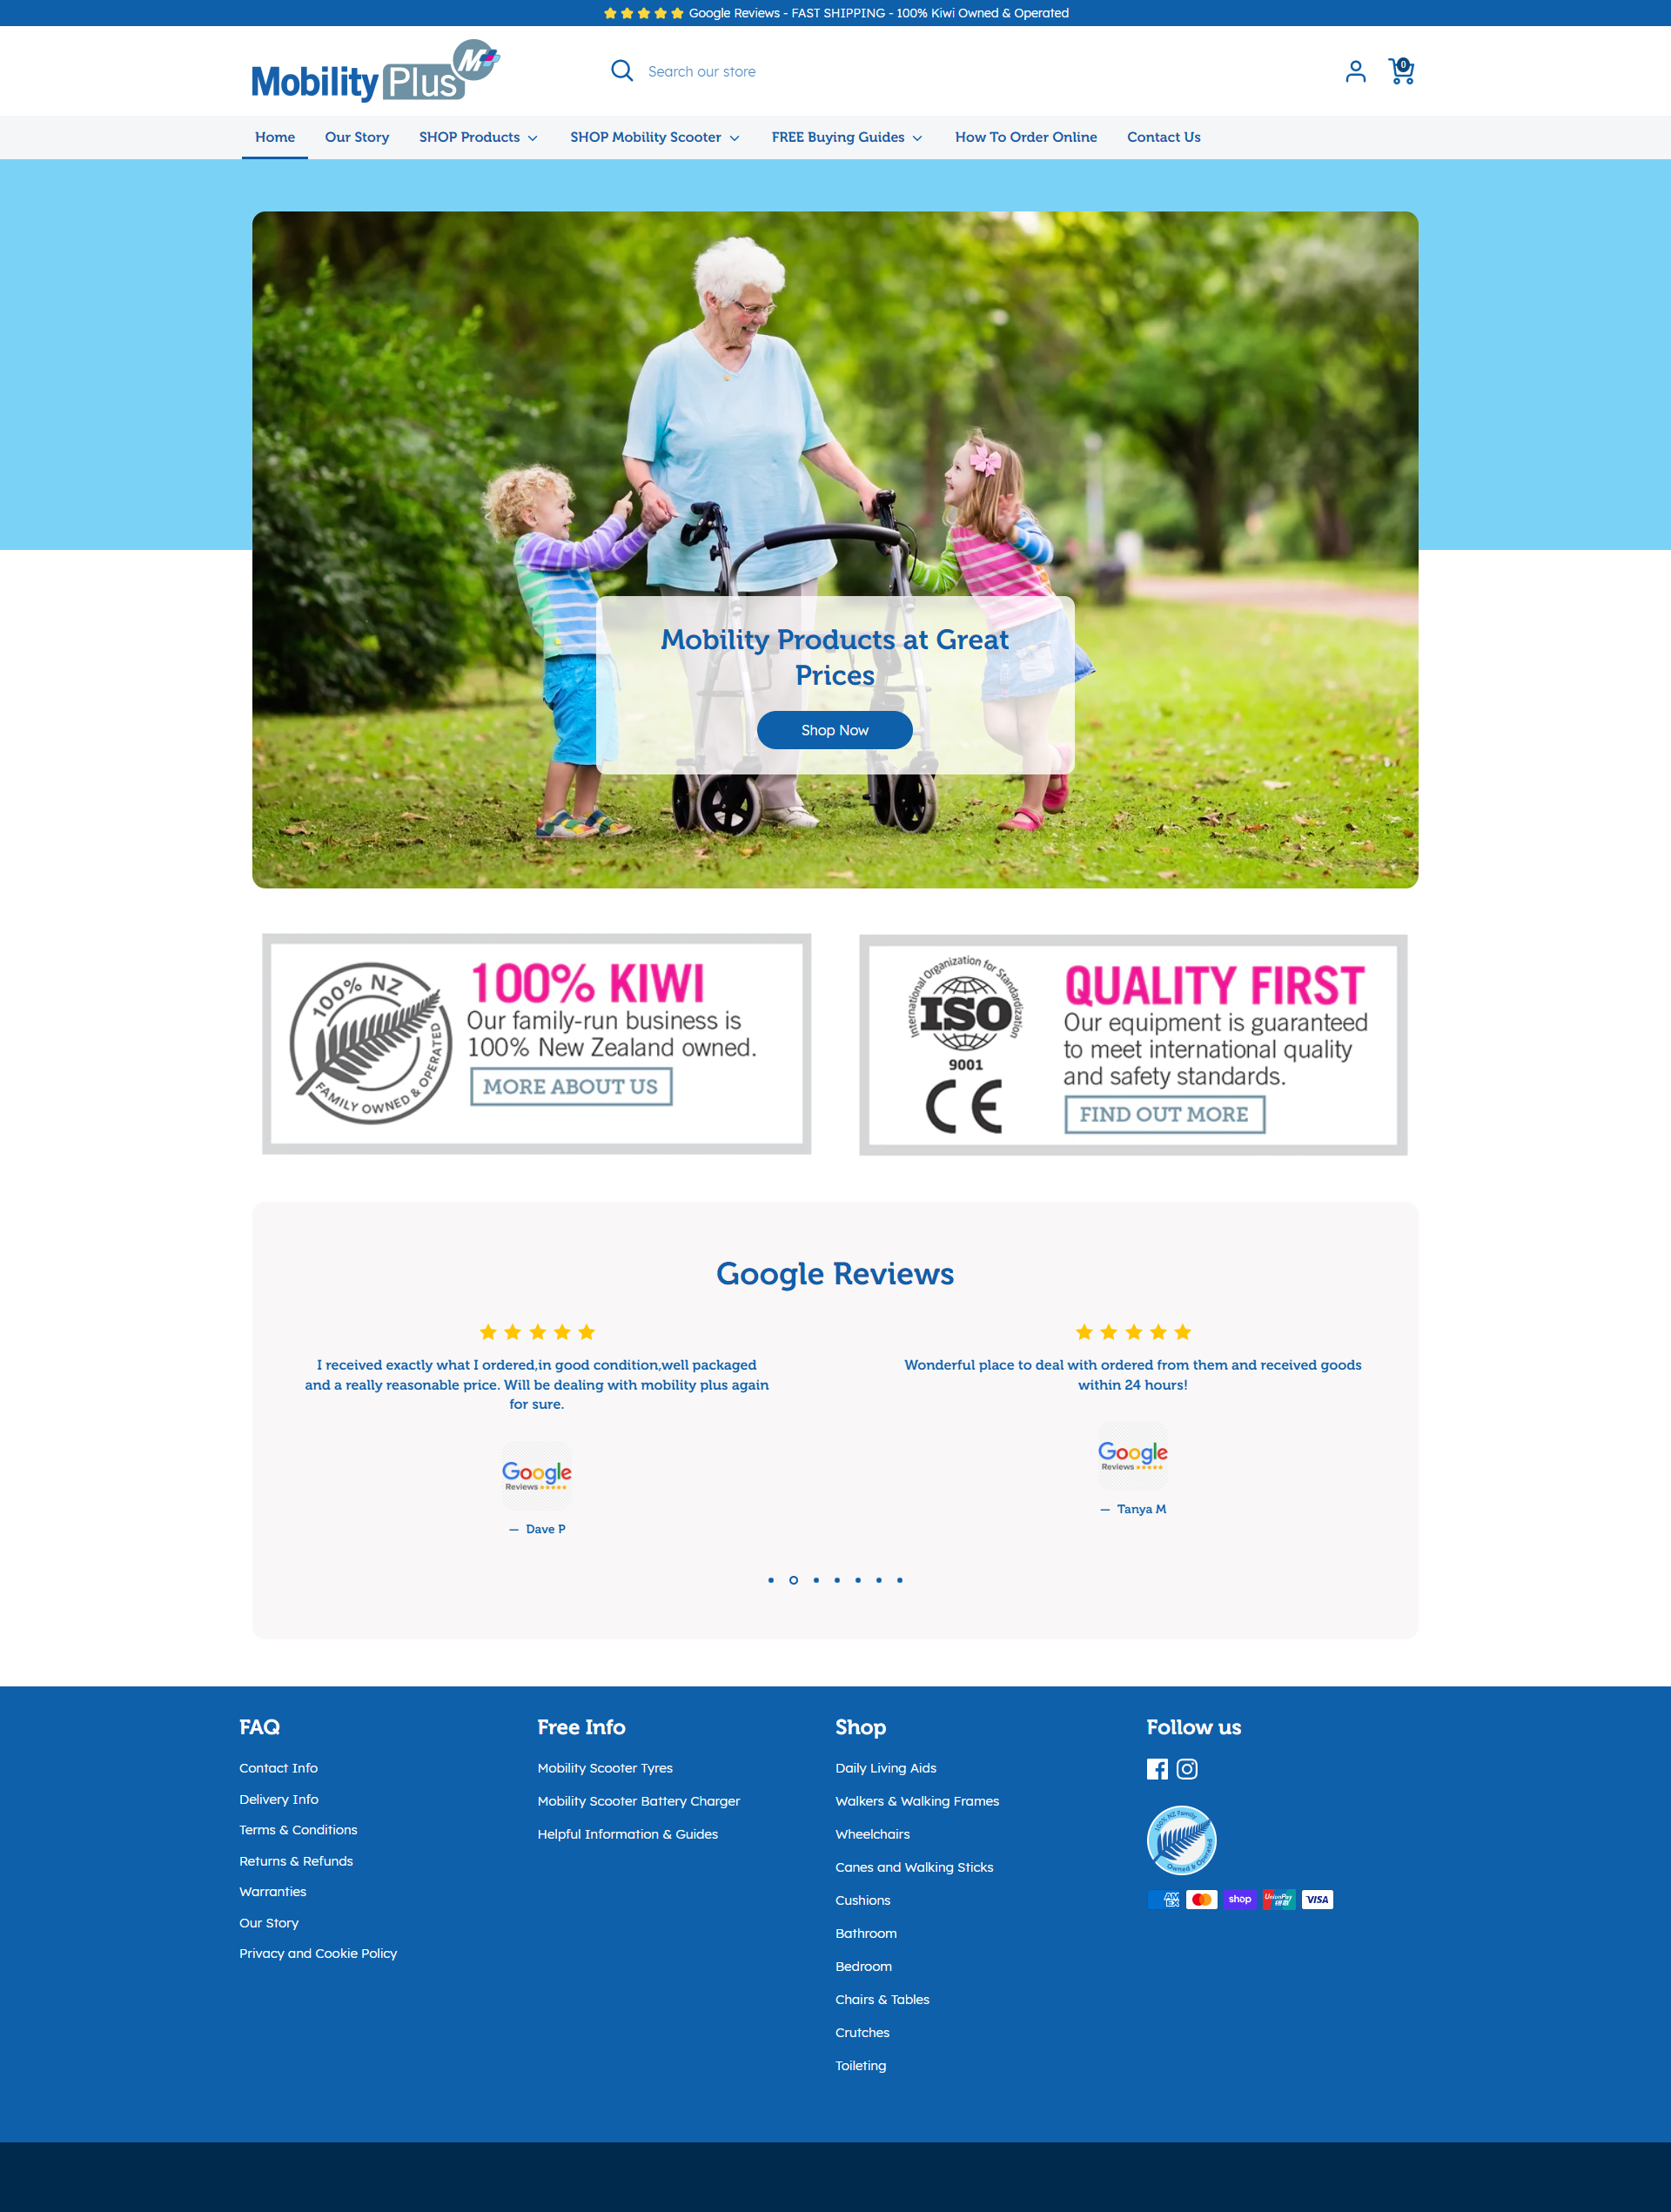 Google Reviews - FAST SHIPPING - 100% Kiwi Owned & Operated
Mobility Plus M
Search our store
0
Home Our Story SHOP Products SHOP Mobility Scooter FREE Buying Guides How To Order Online Contact Us
Mobility Products at Great
Prices
Shop Now
100% NZ
FAMILY OWNED & OPERATED
100% KIWI
Our family-run business is
100% New Zealand owned.
MORE ABOUT US
International Organization for Standardization
ISO
9001
CE
QUALITY FIRST
Our equipment is guaranteed
to meet international quality
and safety standards.
FIND OUT MORE
Google Reviews
I received exactly what I ordered,in good condition,well packaged
and a really reasonable price. Will be dealing with mobility plus again
for sure.
Google
Reviews
— Dave P
Wonderful place to deal with ordered from them and received goods
within 24 hours!
Google
Reviews
— Tanya M
FAQ
Contact Info
Delivery Info
Terms & Conditions
Returns & Refunds
Warranties
Our Story
Privacy and Cookie Policy
Free Info
Mobility Scooter Tyres
Mobility Scooter Battery Charger
Helpful Information & Guides
Shop
Daily Living Aids
Walkers & Walking Frames
Wheelchairs
Canes and Walking Sticks
Cushions
Bathroom
Bedroom
Chairs & Tables
Crutches
Toileting
Follow us
100% NZ Family
Owned & Operated
AMEX
shop
UnionPay
银联
VISA